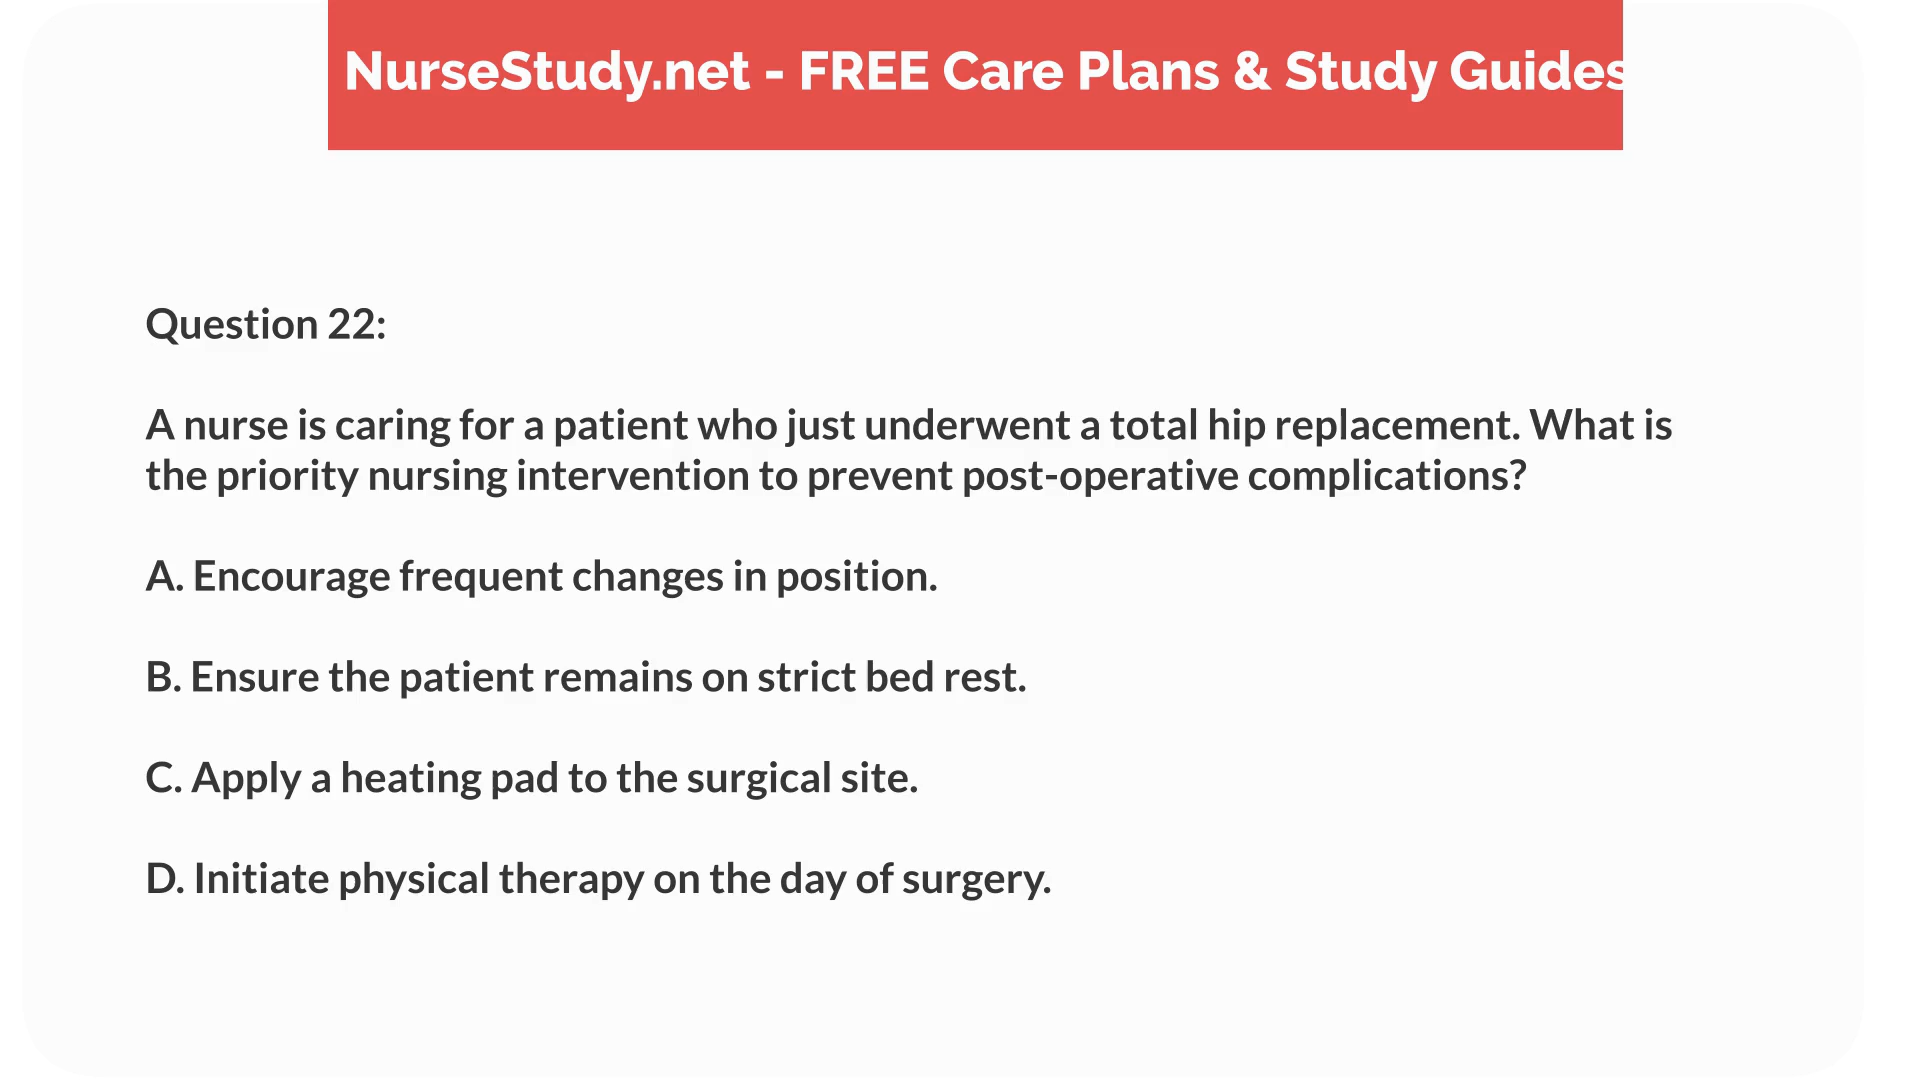 NurseStudy.net - FREE Care Plans & Study Guides
Question 22:
A nurse is caring for a patient who just underwent a total hip replacement. What is
the priority nursing intervention to prevent post-operative complications?
A. Encourage frequent changes in position.
B. Ensure the patient remains on strict bed rest.
C. Apply a heating pad to the surgical site.
D. Initiate physical therapy on the day of surgery.